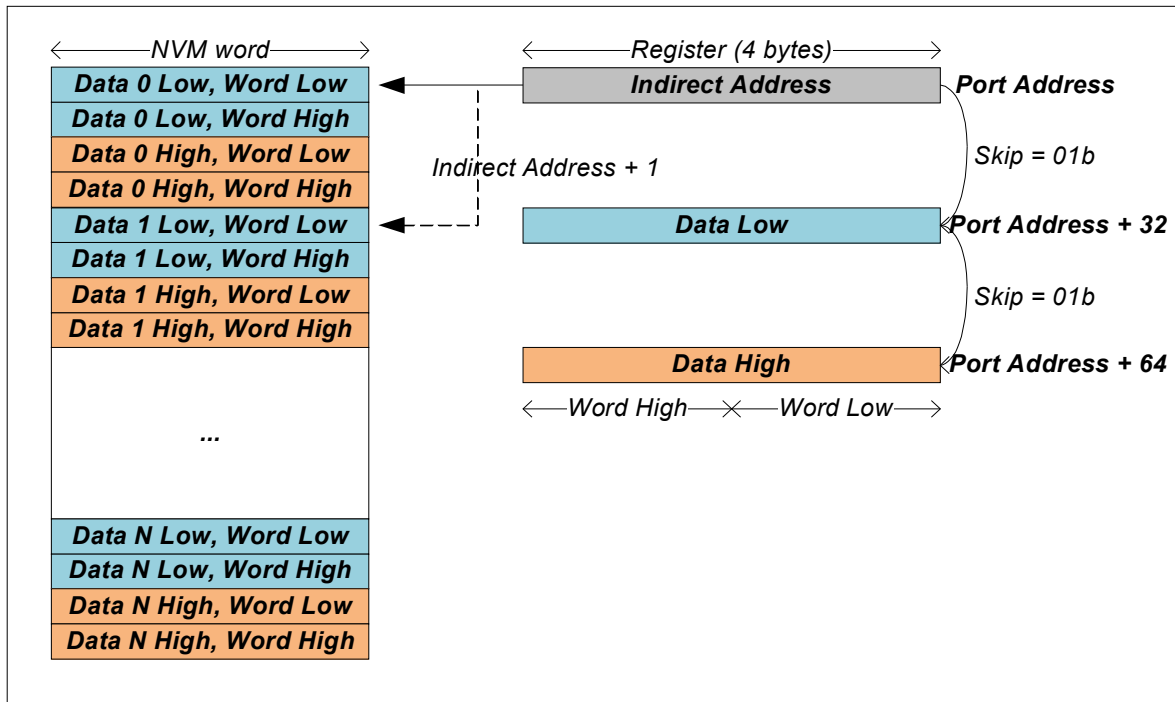 NVM word
Data 0 Low, Word Low
Data 0 Low, Word High
Data 0 High, Word Low
Data 0 High, Word High
Data 1 Low, Word Low
Data 1 Low, Word High
Data 1 High, Word Low
Data 1 High, Word High
...
Data N Low, Word Low
Data N Low, Word High
Data N High, Word Low
Data N High, Word High
Indirect Address + 1
Register (4 bytes)
Indirect Address
Port Address
Skip = 01b
Data Low
Port Address + 32
Skip = 01b
Data High
Port Address + 64
Word High
Word Low